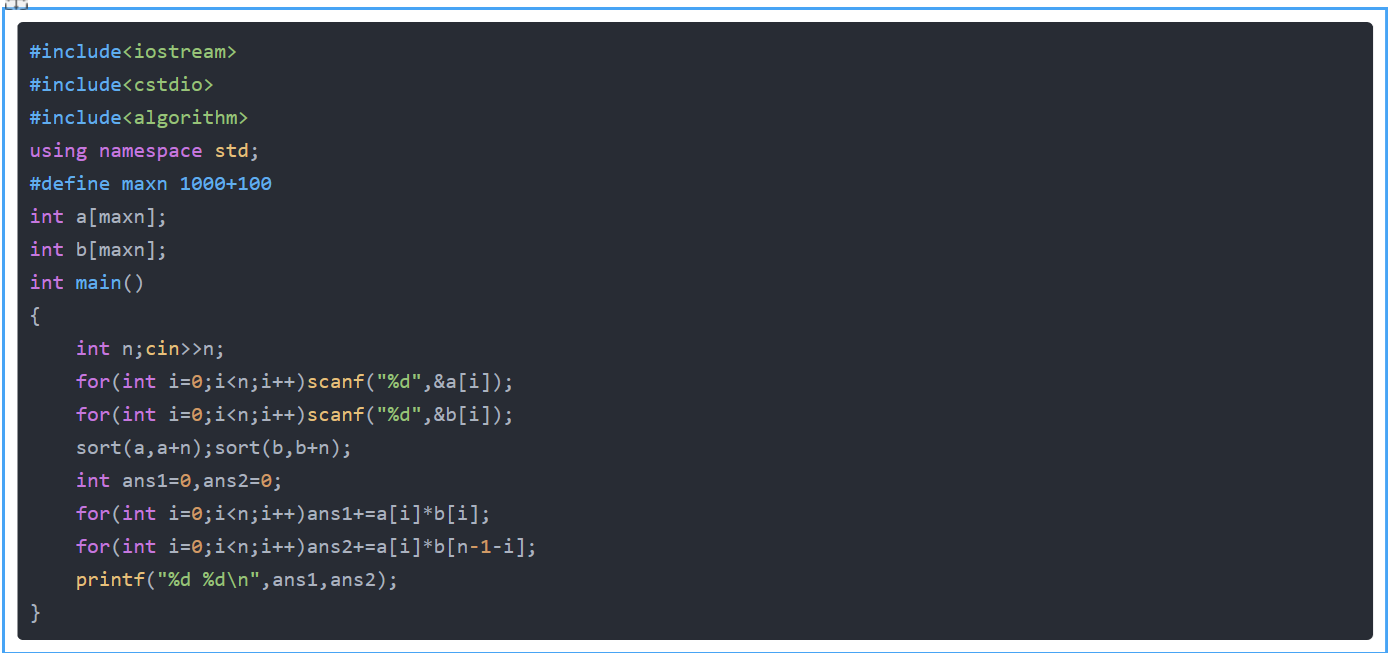 #include<iostream>
#include<cstdio>
#include<algorithm>
using namespace std;
#define maxn 1000+100
int a[maxn];
int b[maxn];
int main()
{
    int n;cin>>n;
    for(int i=0;i<n;i++)scanf("%d",&a[i]);
    for(int i=0;i<n;i++)scanf("%d",&b[i]);
    sort(a,a+n);sort(b,b+n);
    int ans1=0,ans2=0;
    for(int i=0;i<n;i++)ans1+=a[i]*b[i];
    for(int i=0;i<n;i++)ans2+=a[i]*b[n-1-i];
    printf("%d %d\n",ans1,ans2);
}